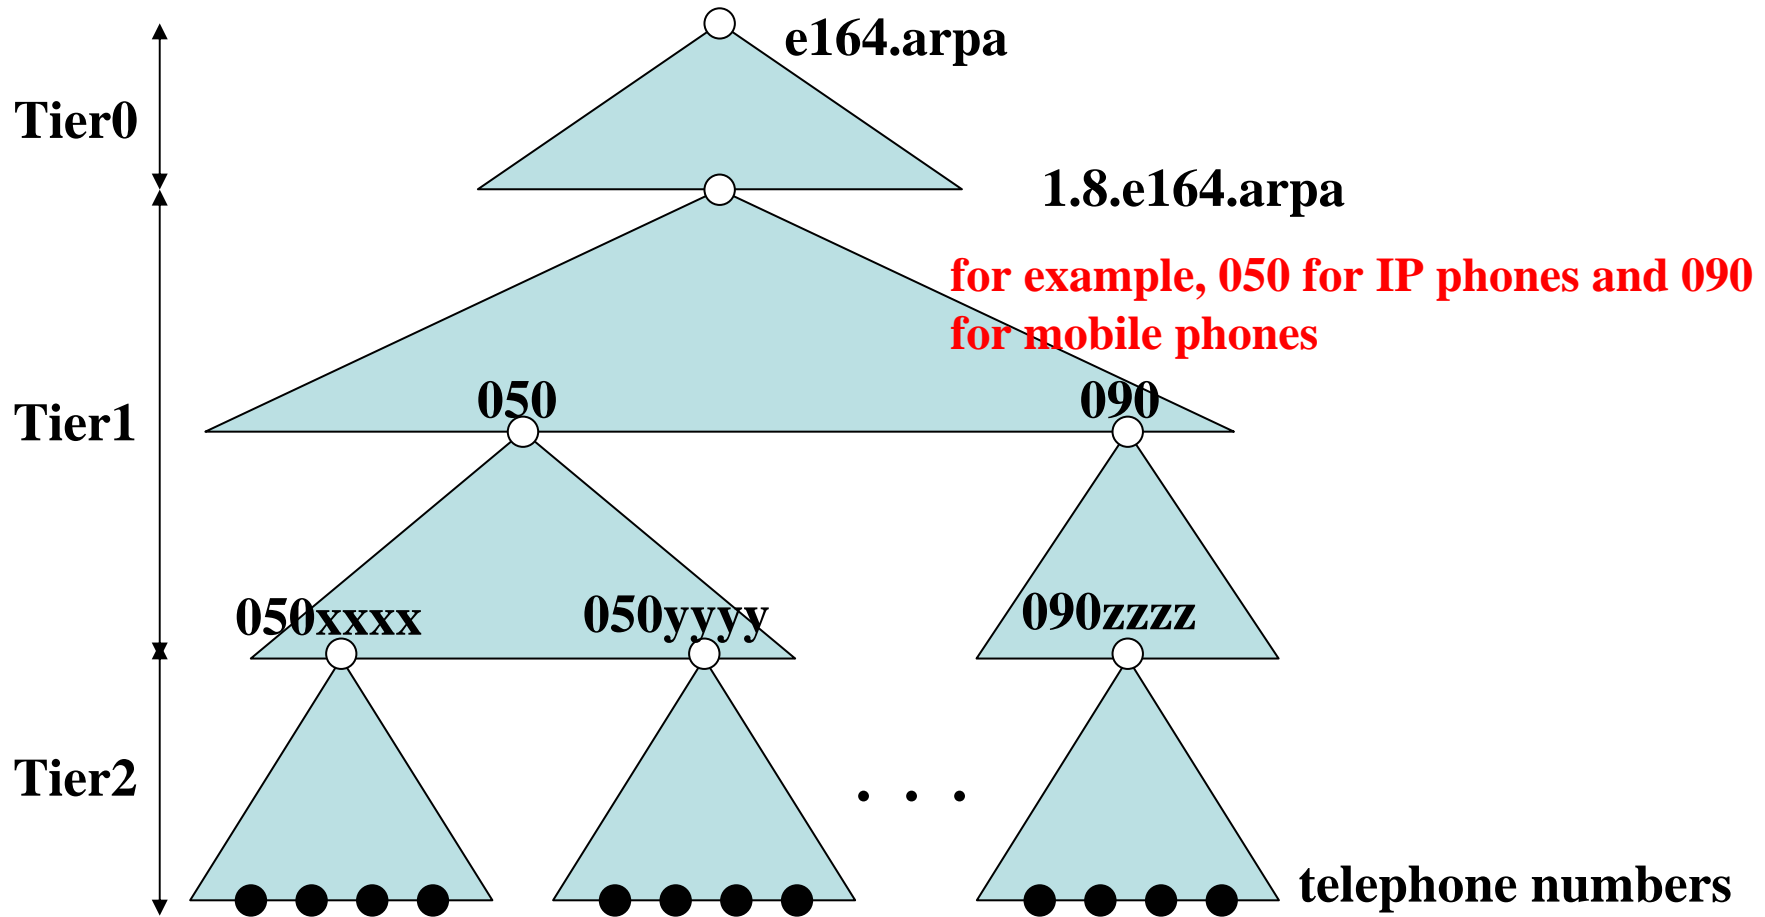 e164.arpa
Tier0
1.8.e164.arpa
for example, 050 for IP phones and 090
for mobile phones
050
090
Tier1
050xxxx
050yyyy
090zzzz
Tier2
. . .
telephone numbers